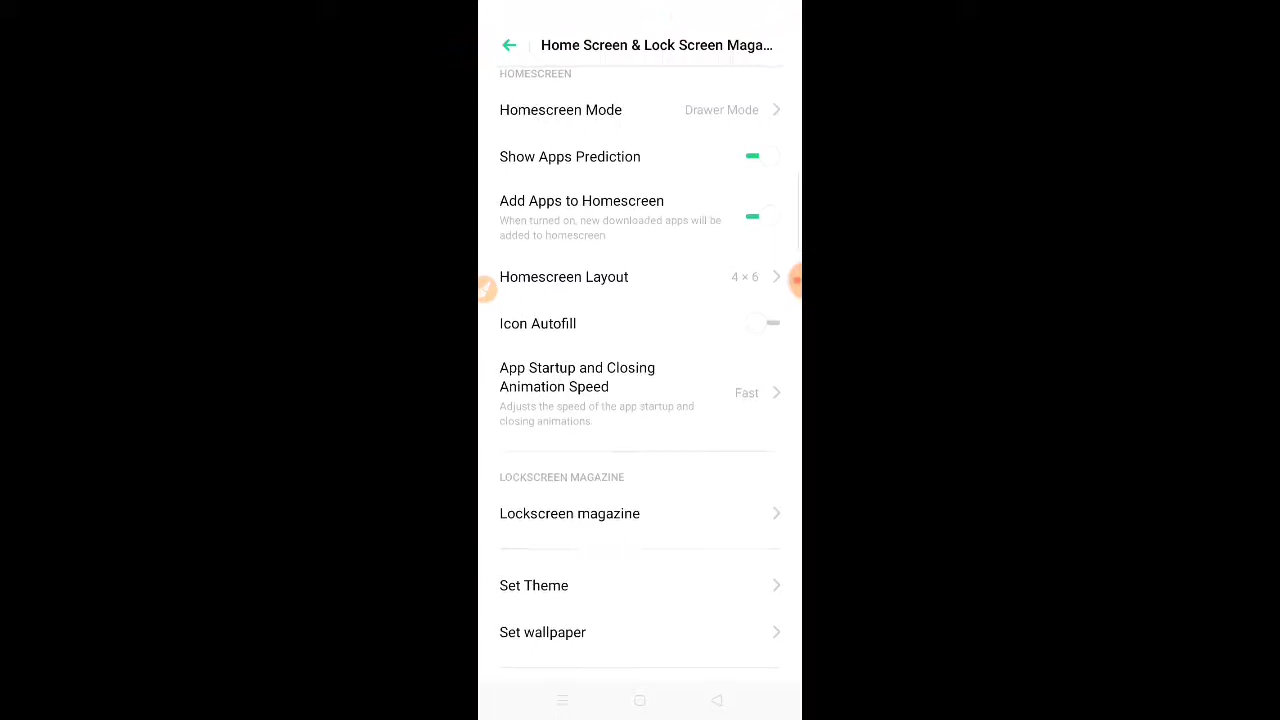 Home Screen & Lock Screen Maga...
HOMESCREEN
Homescreen Mode Drawer Mode
Show Apps Prediction
Add Apps to Homescreen
When turned on, new downloaded apps will be
added to homescreen
Homescreen Layout 4 × 6
Icon Autofill
App Startup and Closing
Animation Speed
Fast
Adjusts the speed of the app startup and
closing animations.
LOCKSCREEN MAGAZINE
Lockscreen magazine
Set Theme
Set wallpaper